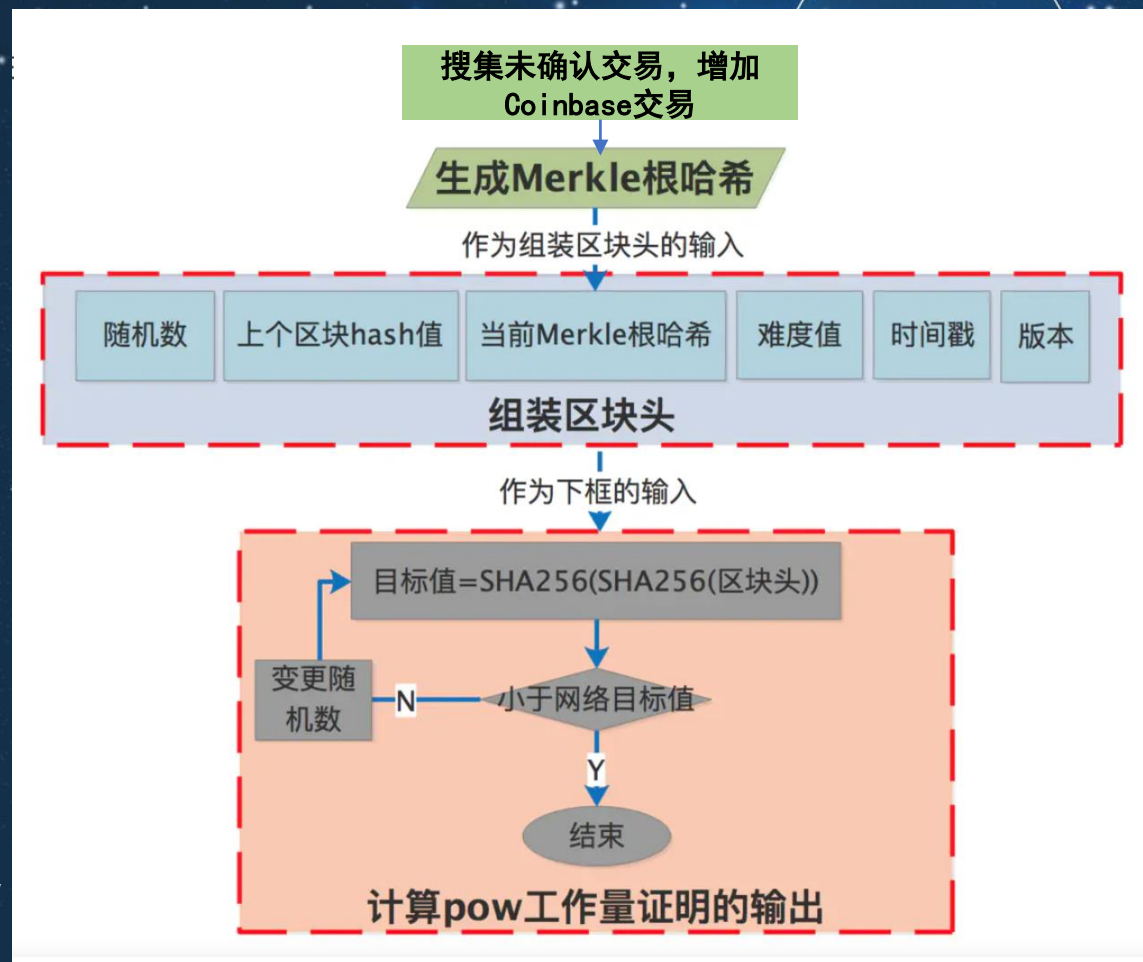 搜集未确认交易，增加
Coinbase交易
生成Merkle根哈希
作为组装区块头的输入
随机数
上个区块hash值
当前Merkle根哈希
难度值
时间戳
版本
组装区块头
作为下框的输入
目标值=SHA256(SHA256(区块头))
变更随
机数
N
小于网络目标值
Y
结束
计算pow工作量证明的输出